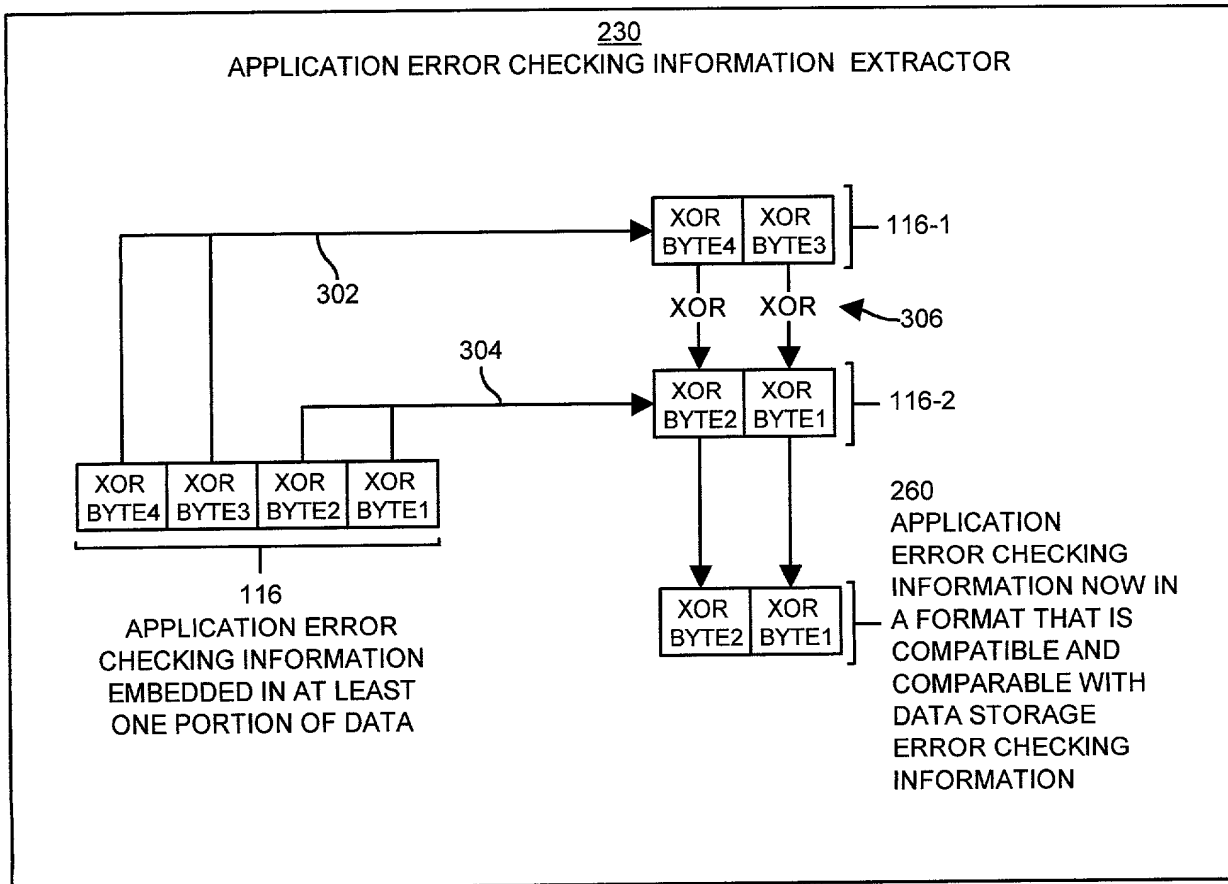 230
APPLICATION ERROR CHECKING INFORMATION EXTRACTOR
XOR BYTE4
XOR BYTE3
116-1
302
XOR
XOR
306
304
XOR BYTE2
XOR BYTE1
116-2
XOR BYTE4
XOR BYTE3
XOR BYTE2
XOR BYTE1
116
APPLICATION ERROR
CHECKING INFORMATION
EMBEDDED IN AT LEAST
ONE PORTION OF DATA
XOR BYTE2
XOR BYTE1
260
APPLICATION
ERROR CHECKING
INFORMATION NOW IN
A FORMAT THAT IS
COMPATIBLE AND
COMPARABLE WITH
DATA STORAGE
ERROR CHECKING
INFORMATION